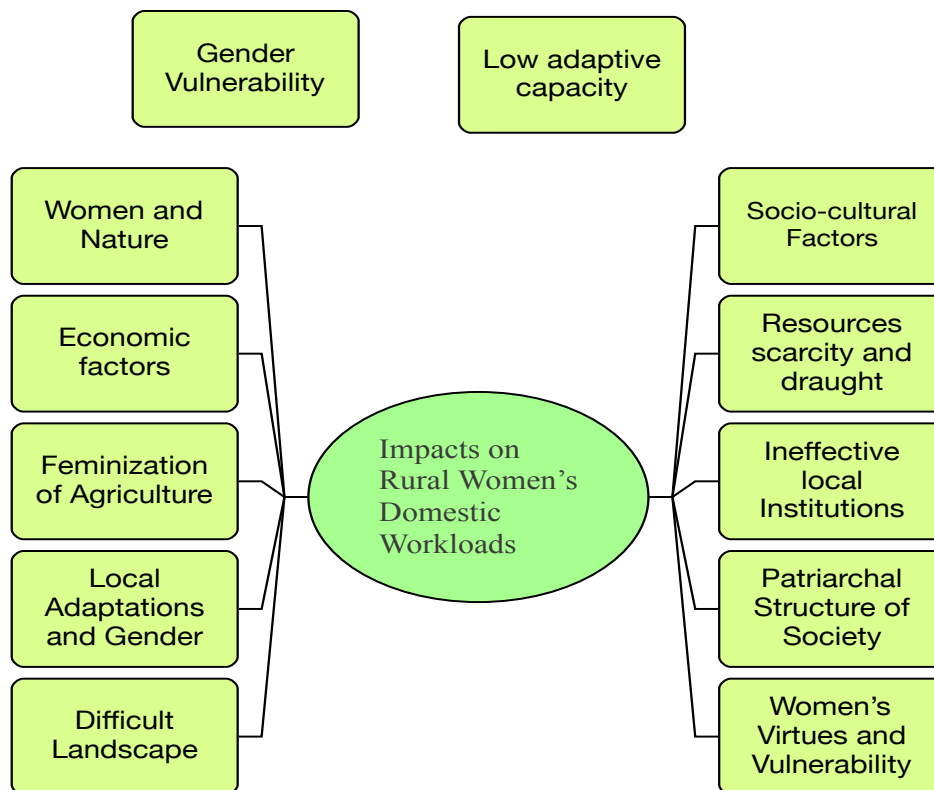 Gender
Vulnerability
Low adaptive
capacity
Women and
Nature
Economic
factors
Feminization
of Agriculture
Local
Adaptations
and Gender
Difficult
Landscape
Impacts on
Rural Women’s
Domestic
Workloads
Socio-cultural
Factors
Resources
scarcity and
draught
Ineffective
local
Institutions
Patriarchal
Structure of
Society
Women’s
Virtues and
Vulnerability